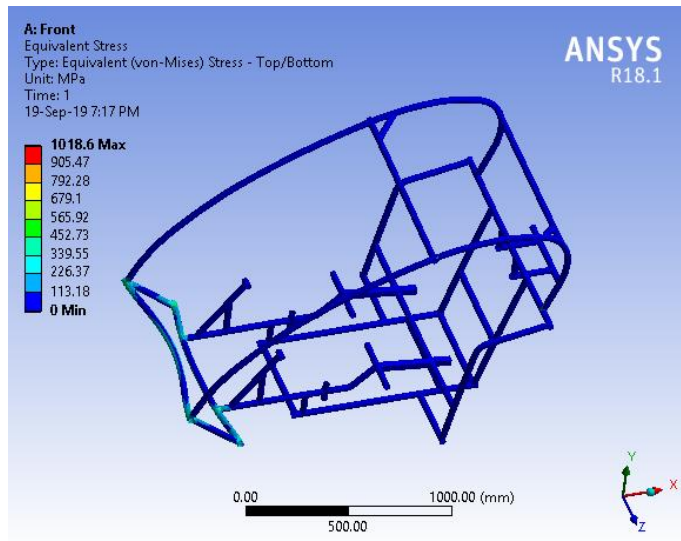 A: Front
Equivalent Stress
Type: Equivalent (von-Mises) Stress - Top/Bottom
Unit: MPa
Time: 1
19-Sep-19 7:17 PM
ANSYS
R18.1
1018.6 Max
905.47
792.28
679.1
565.92
452.73
339.55
226.37
113.18
0 Min
0.00
1000.00 (mm)
500.00
Y
X
Z